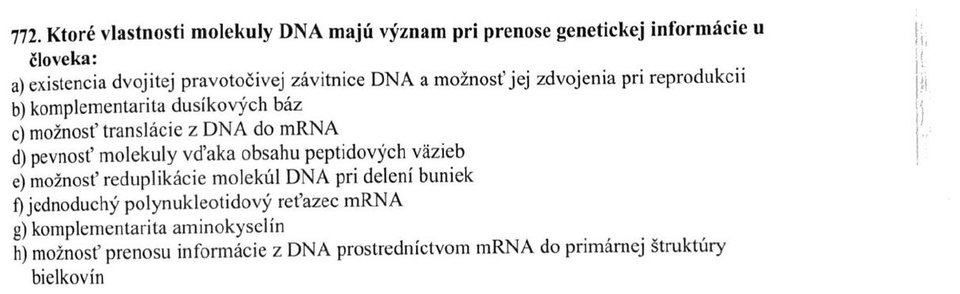 772. Ktoré vlastnosti molekuly DNA majú význam pri prenose genetickej informácie u
človeka:
a) existencia dvojitej pravotočivej závitnice DNA a možnosť jej zdvojenia pri reprodukcii
b) komplementarita dusíkových báz
c) možnosť translácie z DNA do mRNA
d) pevnosť molekuly vďaka obsahu peptidových väzieb
e) možnosť reduplikácie molekúl DNA pri delení buniek
f) jednoduchý polynukleotidový reťazec mRNA
g) komplementarita aminokyselín
h) možnosť prenosu informácie z DNA prostredníctvom mRNA do primárnej štruktúry
bielkovín